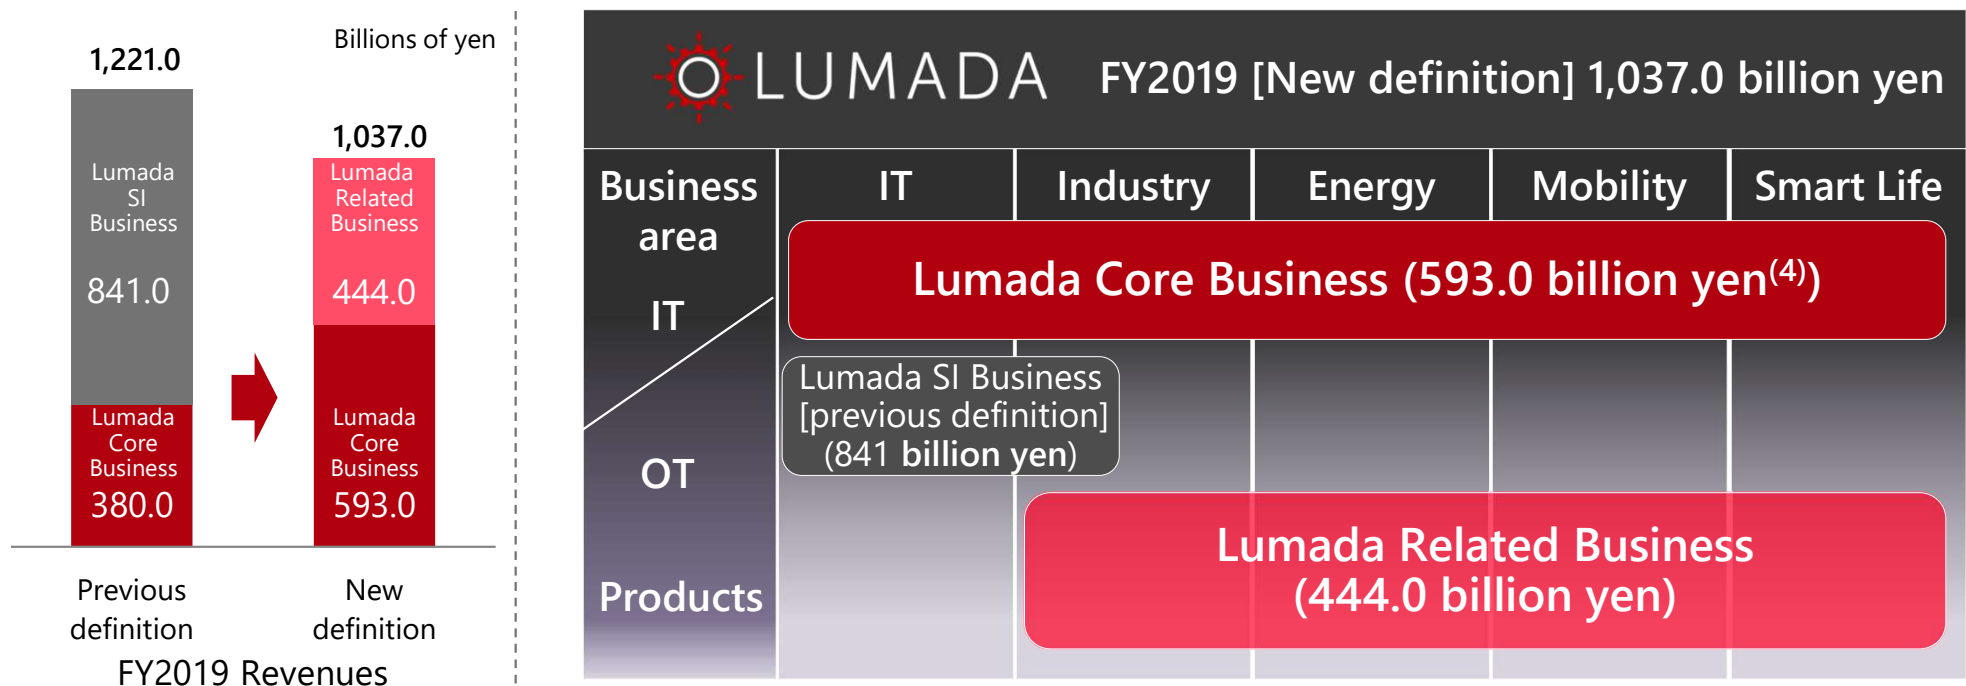 Billions of yen
1,221.0
Lumada
SI
Business
841.0
Lumada
Core
Business
380.0
1,037.0
Lumada
Related
Business
444.0
Lumada
Core
Business
593.0
Previous
definition
New
definition
FY2019 Revenues
LUMADA FY2019 [New definition] 1,037.0 billion yen
Business
area
IT
OT
Products
IT Industry Energy Mobility Smart Life
Lumada Core Business (593.0 billion yen(4))
Lumada SI Business
[previous definition]
(841 billion yen)
Lumada Related Business
(444.0 billion yen)